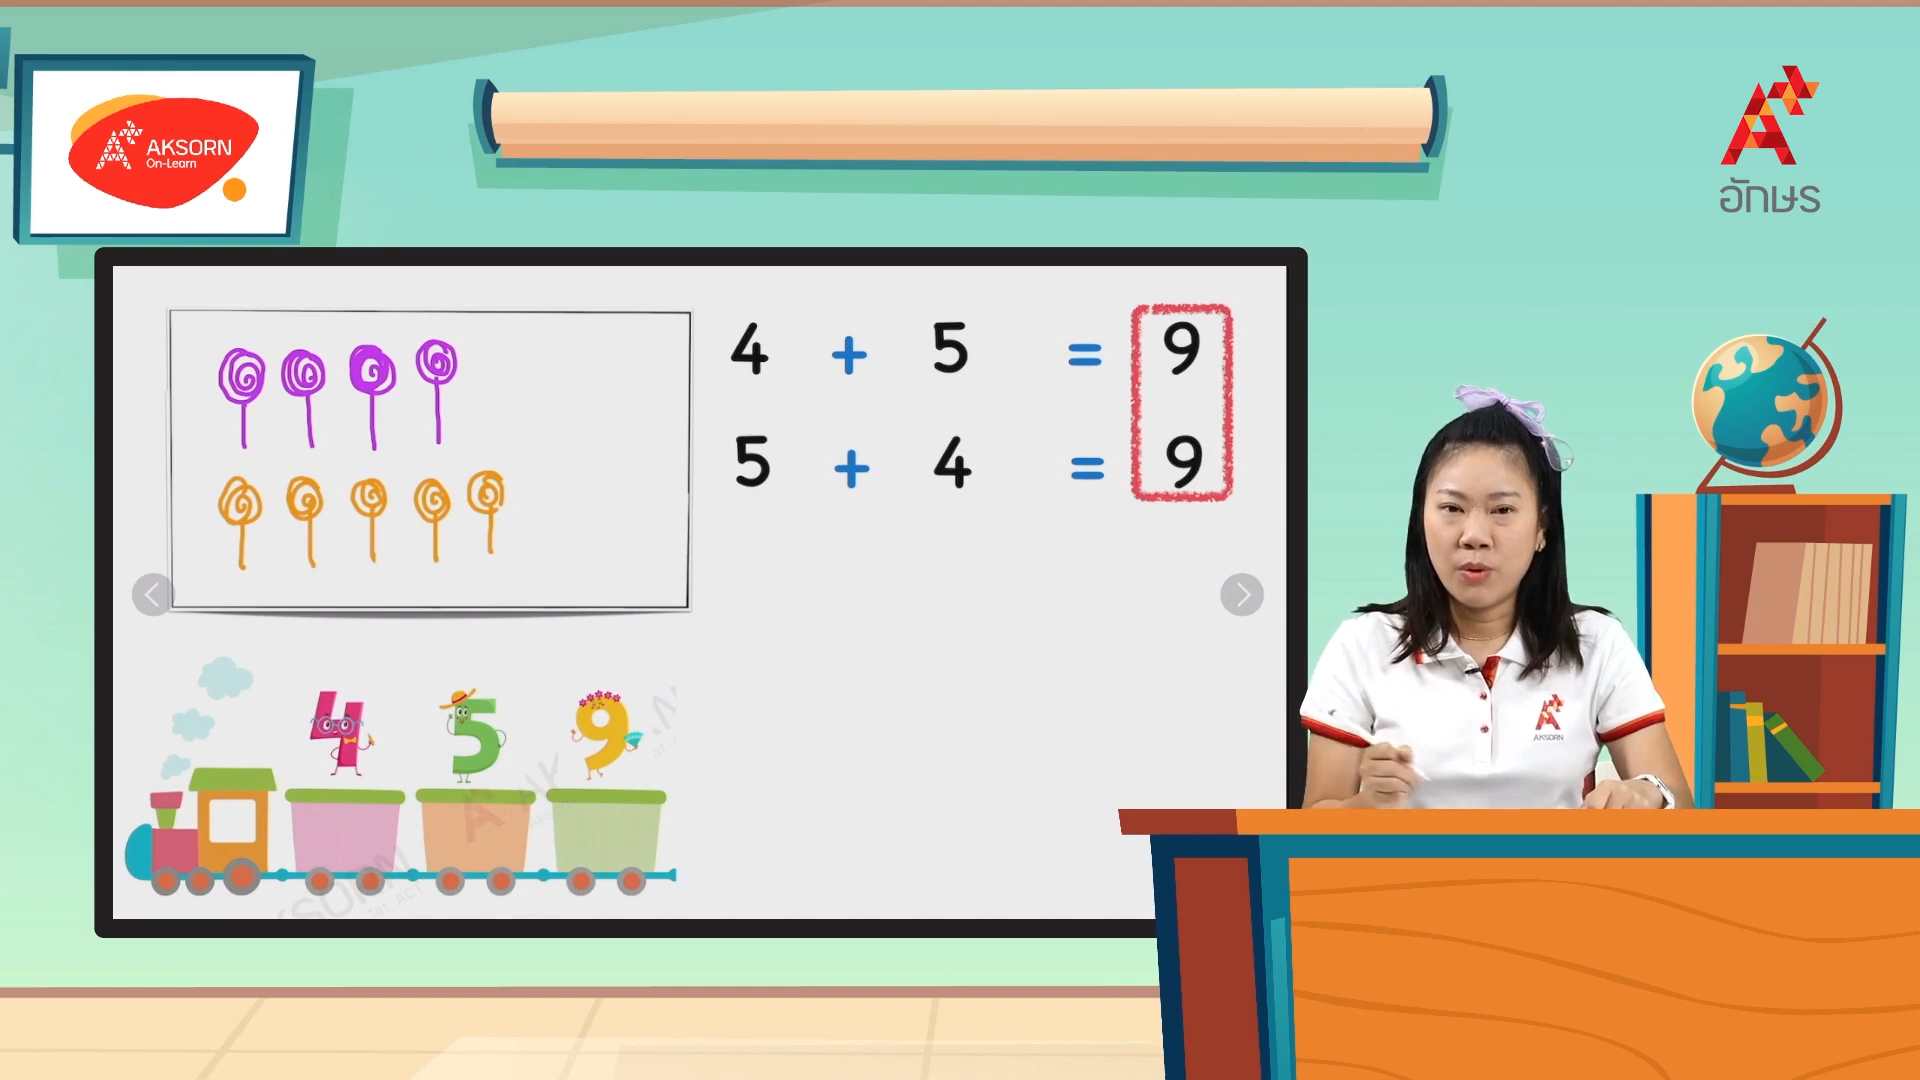 AKSORN
On-Learn
อักษร
4 + 5 = 9
5 + 4 = 9
4 5 9
AKSORN